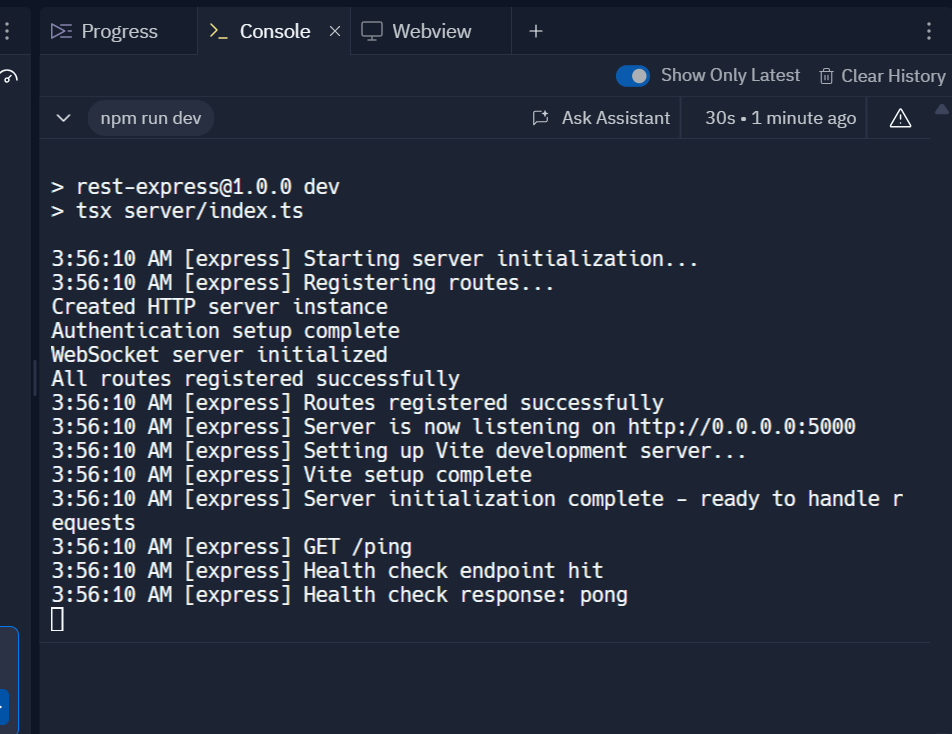 Progress
Console
Webview
Show Only Latest
Clear History
npm run dev
Ask Assistant
30s • 1 minute ago
> rest-express@1.0.0 dev
> tsx server/index.ts
3:56:10 AM [express] Starting server initialization...
3:56:10 AM [express] Registering routes...
Created HTTP server instance
Authentication setup complete
WebSocket server initialized
All routes registered successfully
3:56:10 AM [express] Routes registered successfully
3:56:10 AM [express] Server is now listening on http://0.0.0.0:5000
3:56:10 AM [express] Setting up Vite development server...
3:56:10 AM [express] Vite setup complete
3:56:10 AM [express] Server initialization complete – ready to handle r
equests
3:56:10 AM [express] GET /ping
3:56:10 AM [express] Health check endpoint hit
3:56:10 AM [express] Health check response: pong